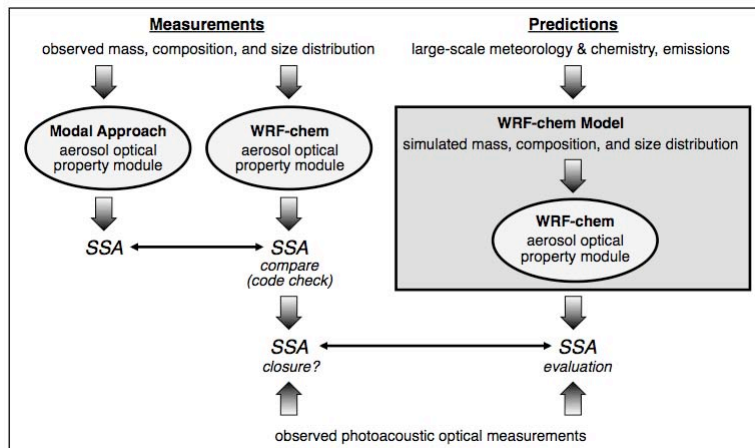 Measurements
observed mass, composition, and size distribution
Modal Approach
aerosol optical
property module
WRF-chem
aerosol optical
property module
SSA
SSA
compare
(code check)
SSA
closure?
Predictions
large-scale meteorology & chemistry, emissions
WRF-chem Model
simulated mass, composition, and size distribution
WRF-chem
aerosol optical
property module
SSA
evaluation
observed photoacoustic optical measurements